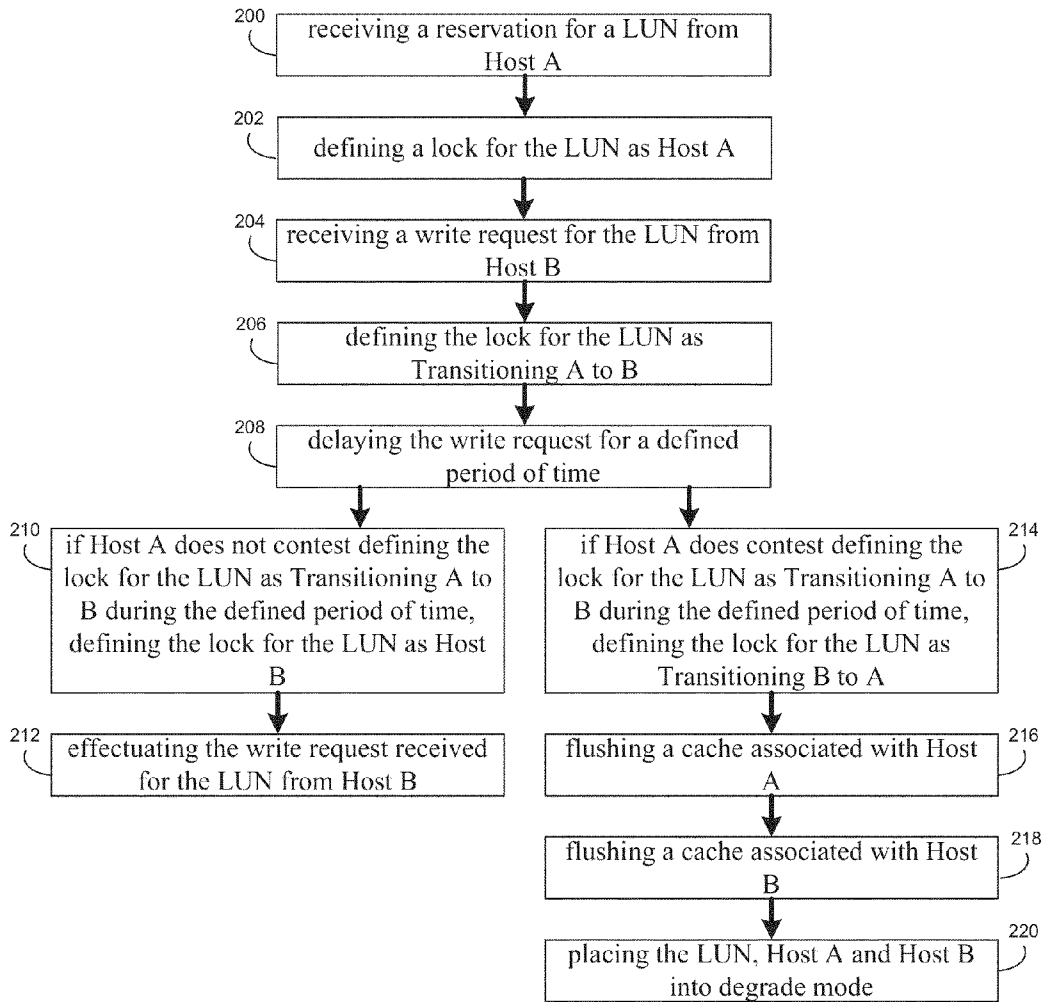 200
receiving a reservation for a LUN from
Host A
202
defining a lock for the LUN as Host A
204
receiving a write request for the LUN from
Host B
206
defining the lock for the LUN as
Transitioning A to B
208
delaying the write request for a defined
period of time
210
if Host A does not contest defining the
lock for the LUN as Transitioning A to
B during the defined period of time,
defining the lock for the LUN as Host
B
212
effectuating the write request received
for the LUN from Host B
214
if Host A does contest defining the
lock for the LUN as Transitioning A to
B during the defined period of time,
defining the lock for the LUN as
Transitioning B to A
216
flushing a cache associated with Host
A
218
flushing a cache associated with Host
B
220
placing the LUN, Host A and Host B
into degrade mode